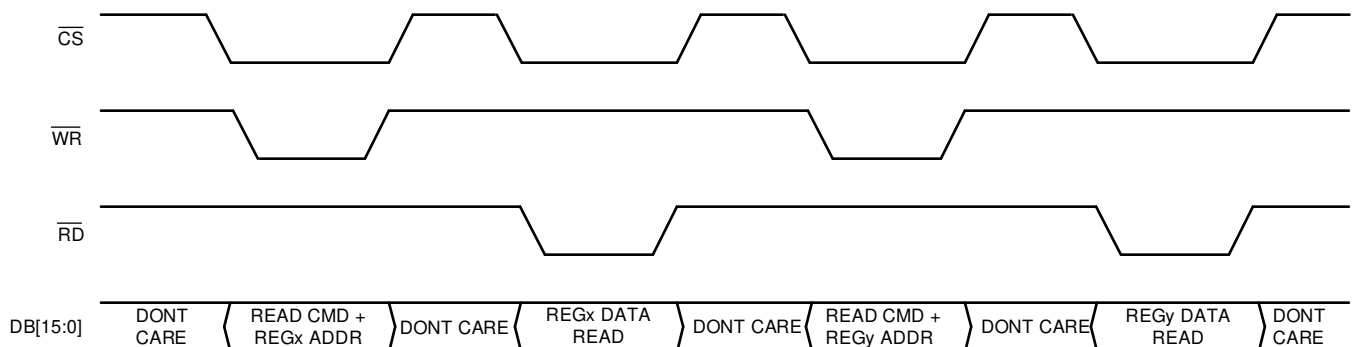 CS
WR
RD
DB[15:0]
DONT CARE
READ CMD + REGx ADDR
DONT CARE
REGx DATA READ
DONT CARE
READ CMD + REGy ADDR
DONT CARE
REGy DATA READ
DONT CARE